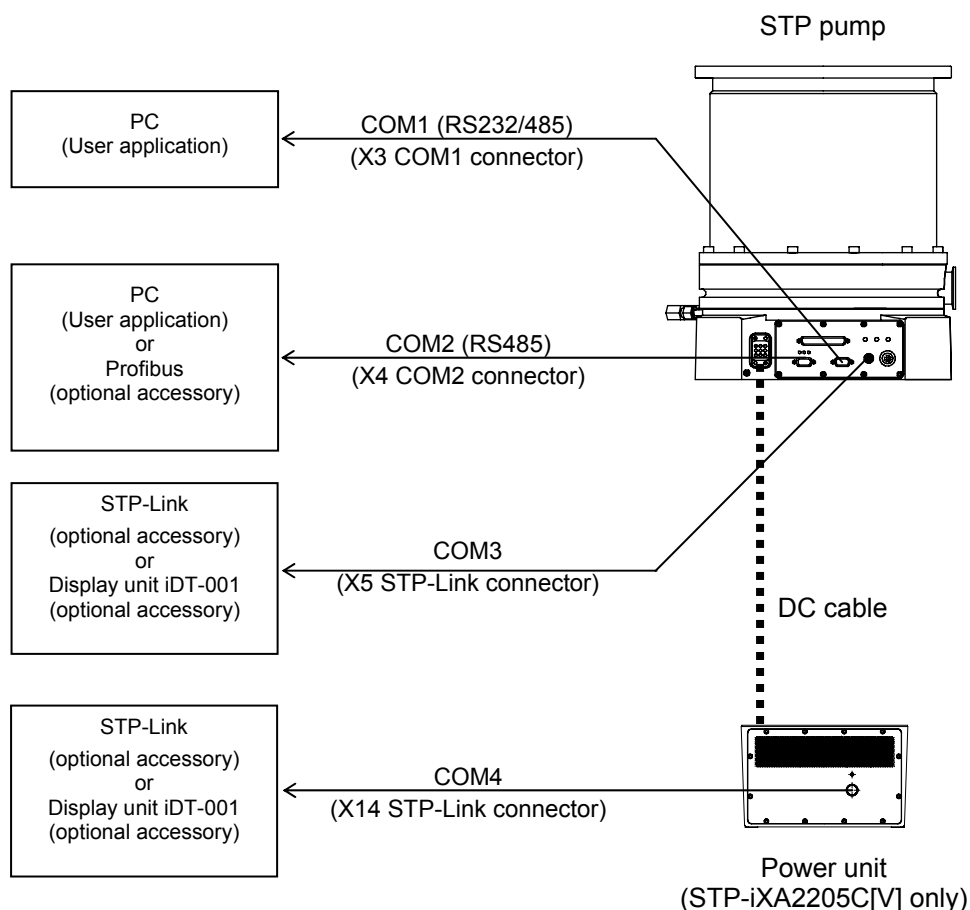 STP pump
PC
(User application)
COM1 (RS232/485)
(X3 COM1 connector)
PC
(User application)
or
Profibus
(optional accessory)
COM2 (RS485)
(X4 COM2 connector)
STP-Link
(optional accessory)
or
Display unit iDT-001
(optional accessory)
COM3
(X5 STP-Link connector)
DC cable
STP-Link
(optional accessory)
or
Display unit iDT-001
(optional accessory)
COM4
(X14 STP-Link connector)
Power unit
(STP-iXA2205C[V] only)